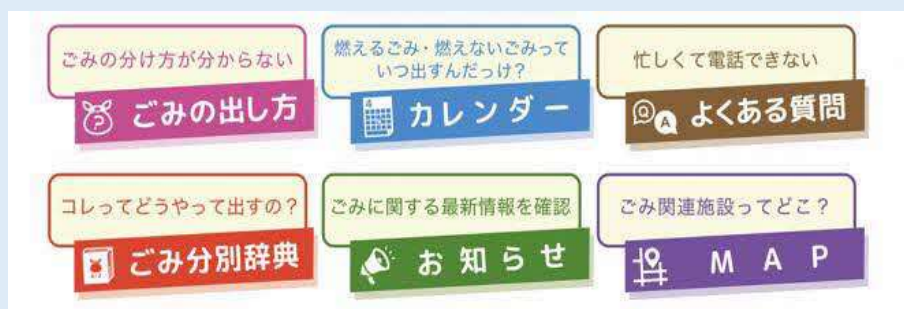 ごみの分け方が分からない
ごみの出し方
燃えるごみ・燃えないごみって
いつ出すんだっけ?
4
カレンダー
忙しくて電話できない
Q
A
よくある質問
コレってどうやって出すの?
ごみ分別辞典
ごみに関する最新情報を確認
お知らせ
ごみ関連施設ってどこ?
MAP